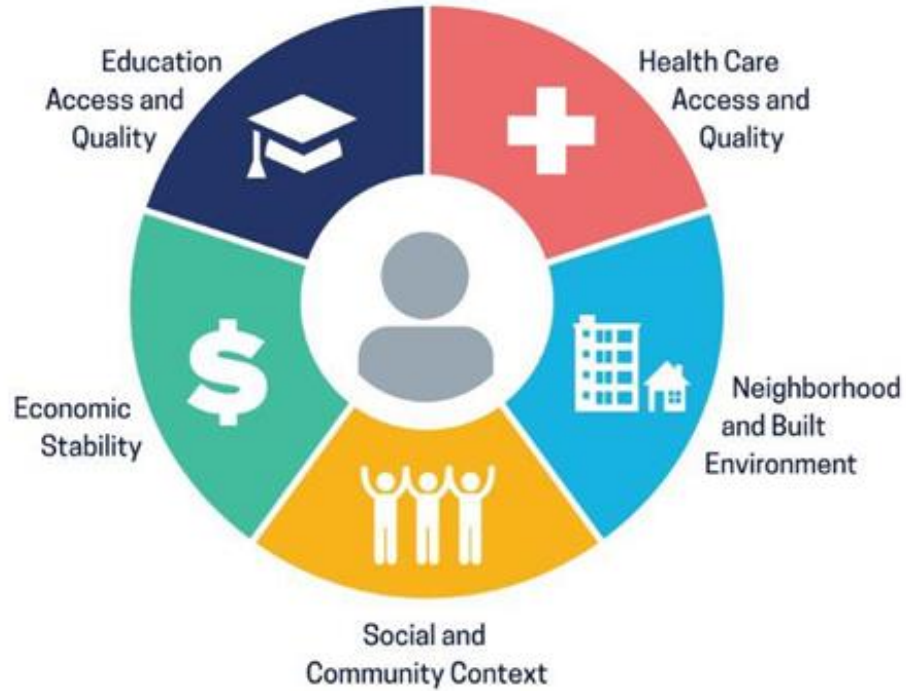 Education
Access and
Quality
Health Care
Access and
Quality
$
Economic
Stability
Neighborhood
and Built
Environment
Social and
Community Context